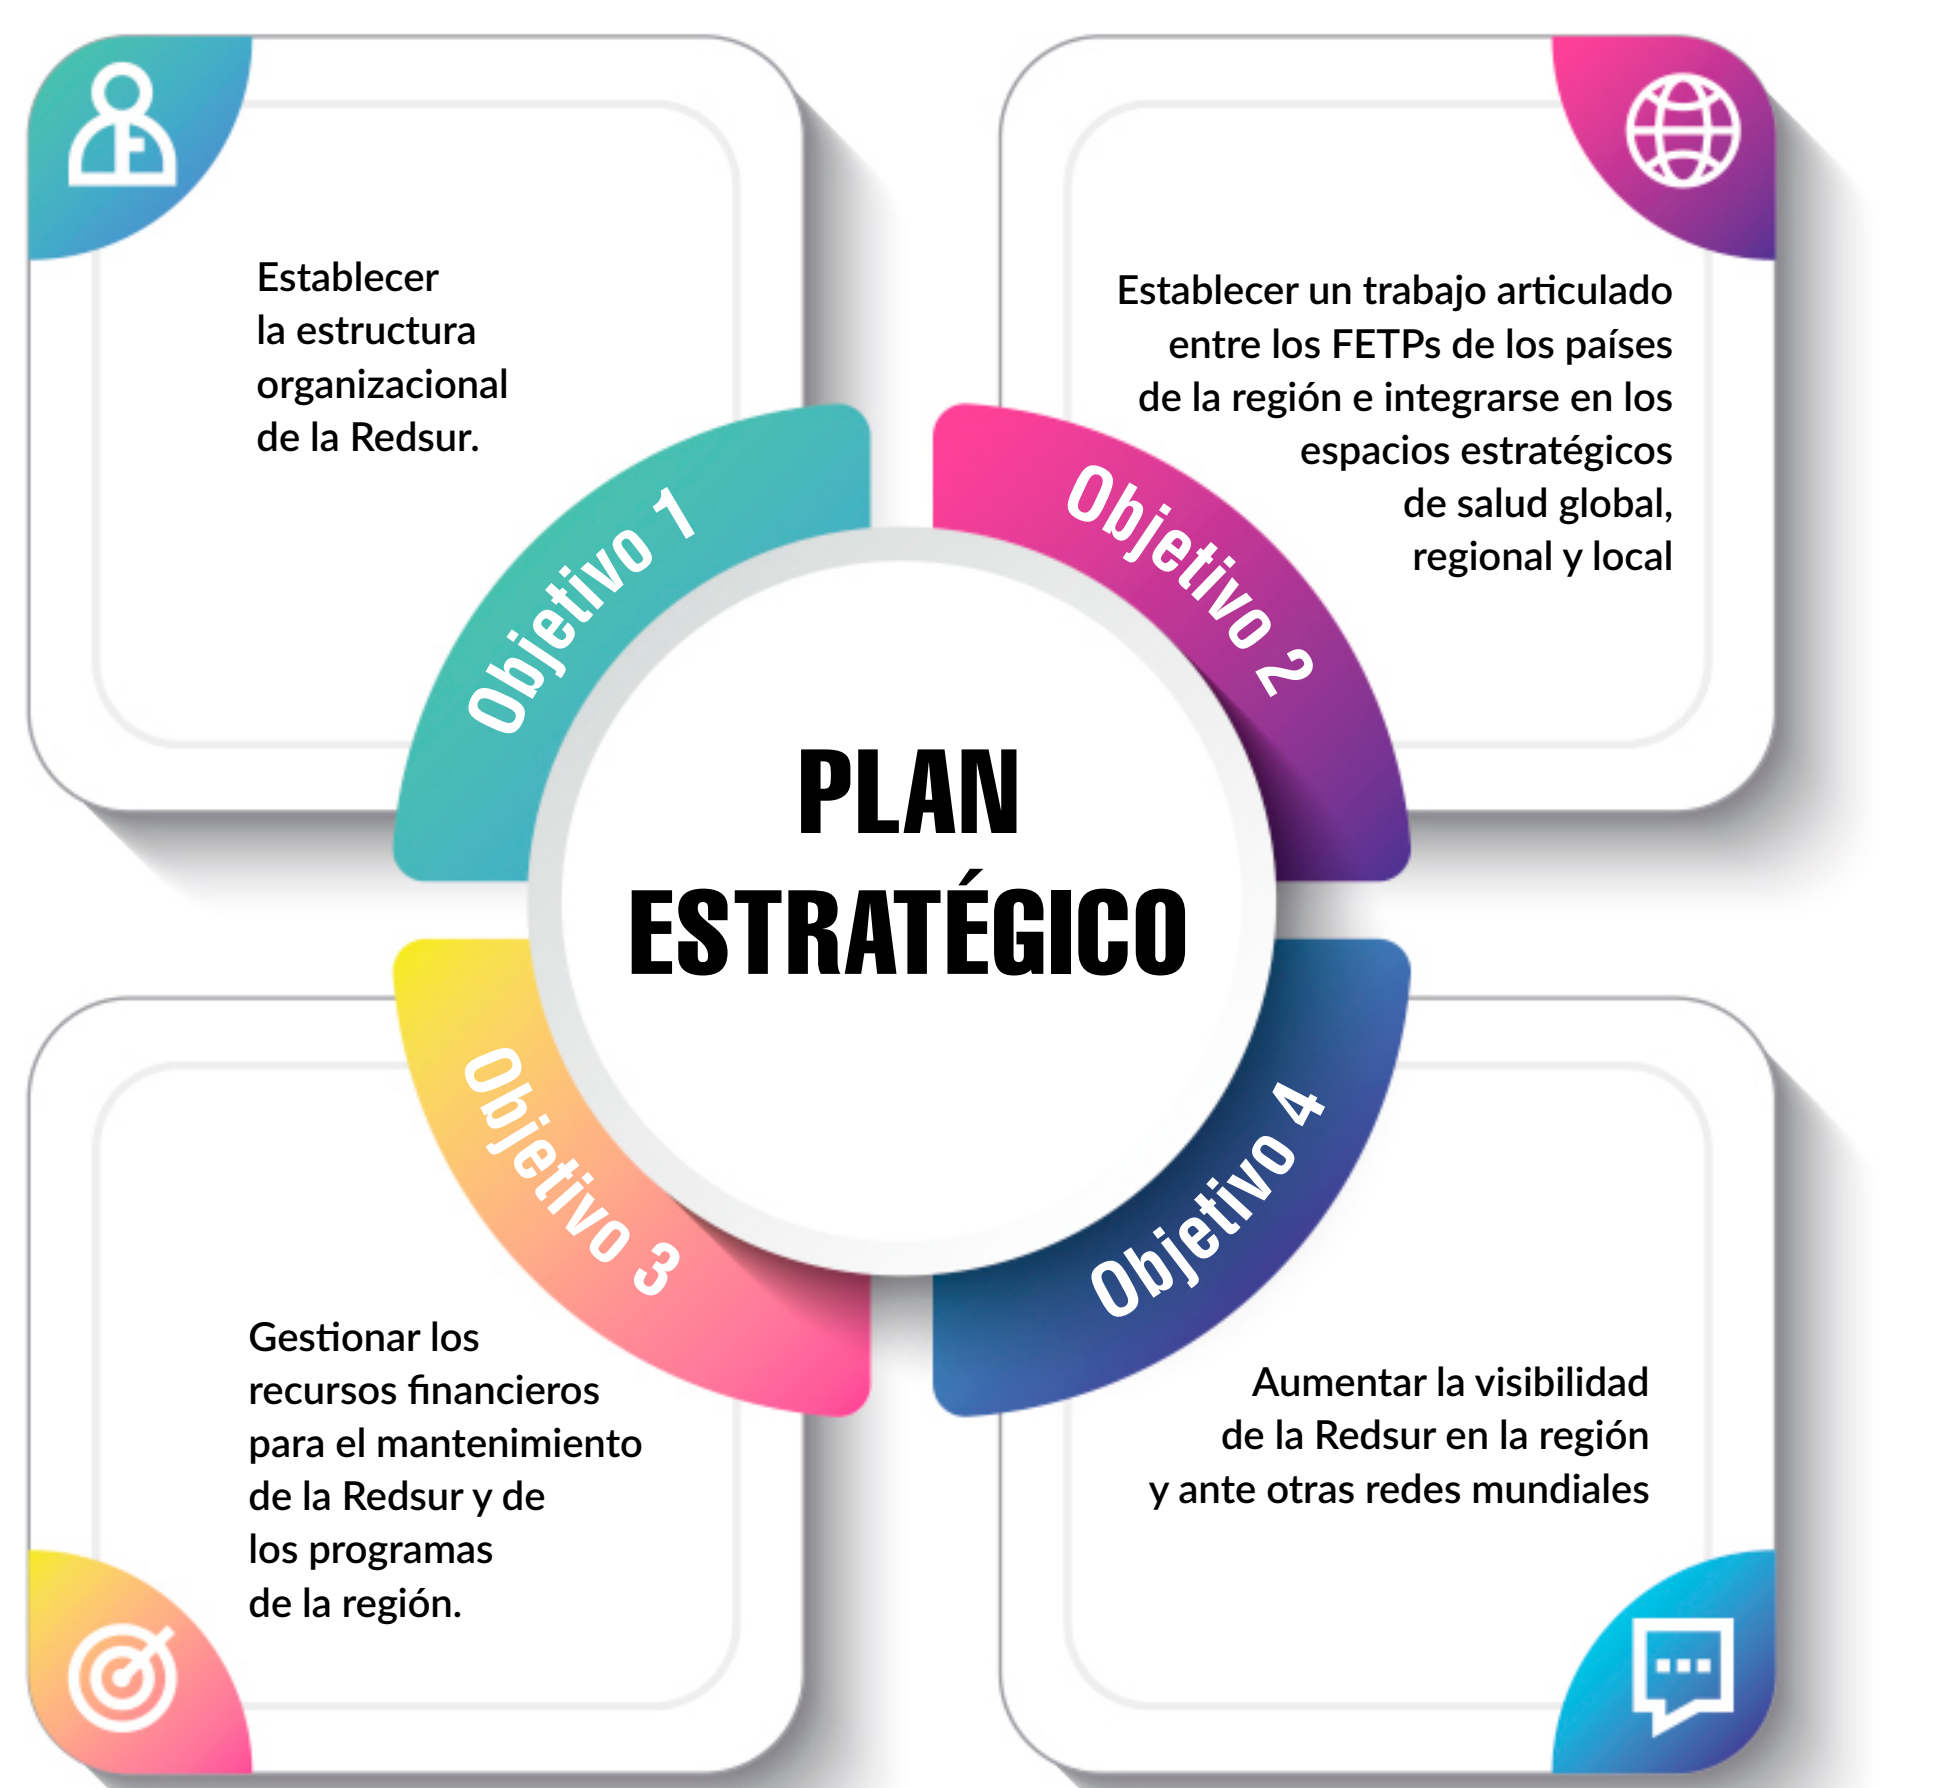 Establecer
la estructura
organizacional
de la Redsur.
Objetivo 1
Establecer un trabajo articulado
entre los FETPs de los países
de la región e integrarse en los
espacios estratégicos
de salud global,
regional y local
Objetivo 2
PLAN
ESTRATÉGICO
Objetivo 3
Gestionar los
recursos financieros
para el mantenimiento
de la Redsur y de
los programas
de la región.
Objetivo 4
Aumentar la visibilidad
de la Redsur en la región
y ante otras redes mundiales